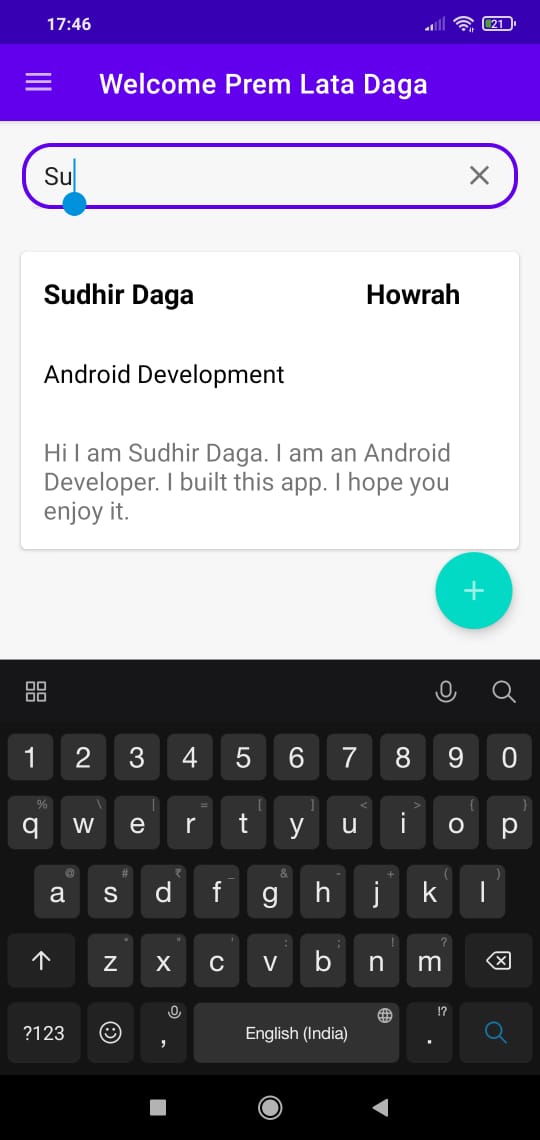 17:46
21
Welcome Prem Lata Daga
Su
Sudhir Daga Howrah
Android Development
Hi I am Sudhir Daga. I am an Android
Developer. I built this app. I hope you
enjoy it.
+
1 2 3 4 5 6 7 8 9 0
% \ | = [ ] < > { }
q w e r t y u i o p
@ # ₹ _ & - + ( )
a s d f g h j k l
* " ' : ; ! ?
z x c v b n m
!?
?123 , English (India) .